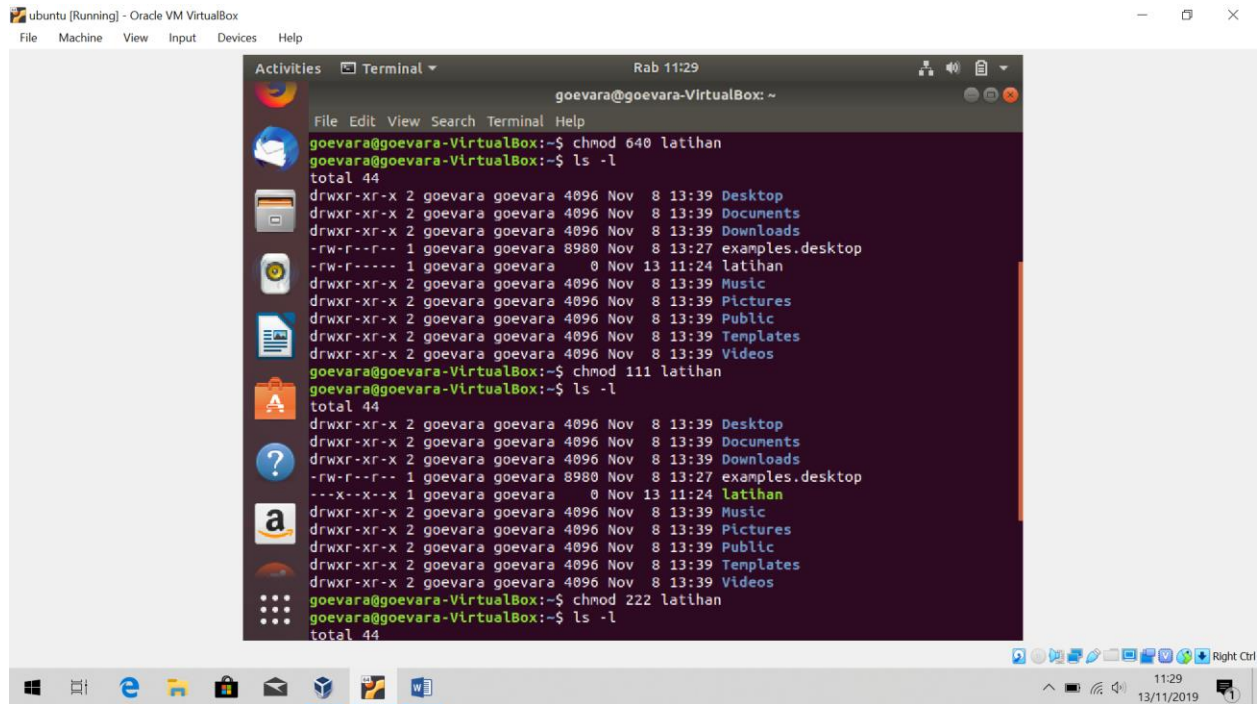 ubuntu [Running] - Oracle VM VirtualBox
File Machine View Input Devices Help
Activities Terminal Rab 11:29
goevara@goevara-VirtualBox: ~
File Edit View Search Terminal Help
goevara@goevara-VirtualBox:~$ chmod 640 latihan
goevara@goevara-VirtualBox:~$ ls -l
total 44
drwxr-xr-x 2 goevara goevara 4096 Nov  8 13:39 Desktop
drwxr-xr-x 2 goevara goevara 4096 Nov  8 13:39 Documents
drwxr-xr-x 2 goevara goevara 4096 Nov  8 13:39 Downloads
-rw-r--r-- 1 goevara goevara 8980 Nov  8 13:27 examples.desktop
-rw-r----- 1 goevara goevara    0 Nov 13 11:24 latihan
drwxr-xr-x 2 goevara goevara 4096 Nov  8 13:39 Music
drwxr-xr-x 2 goevara goevara 4096 Nov  8 13:39 Pictures
drwxr-xr-x 2 goevara goevara 4096 Nov  8 13:39 Public
drwxr-xr-x 2 goevara goevara 4096 Nov  8 13:39 Templates
drwxr-xr-x 2 goevara goevara 4096 Nov  8 13:39 Videos
goevara@goevara-VirtualBox:~$ chmod 111 latihan
goevara@goevara-VirtualBox:~$ ls -l
total 44
drwxr-xr-x 2 goevara goevara 4096 Nov  8 13:39 Desktop
drwxr-xr-x 2 goevara goevara 4096 Nov  8 13:39 Documents
drwxr-xr-x 2 goevara goevara 4096 Nov  8 13:39 Downloads
-rw-r--r-- 1 goevara goevara 8980 Nov  8 13:27 examples.desktop
---x--x--x 1 goevara goevara    0 Nov 13 11:24 latihan
drwxr-xr-x 2 goevara goevara 4096 Nov  8 13:39 Music
drwxr-xr-x 2 goevara goevara 4096 Nov  8 13:39 Pictures
drwxr-xr-x 2 goevara goevara 4096 Nov  8 13:39 Public
drwxr-xr-x 2 goevara goevara 4096 Nov  8 13:39 Templates
drwxr-xr-x 2 goevara goevara 4096 Nov  8 13:39 Videos
goevara@goevara-VirtualBox:~$ chmod 222 latihan
goevara@goevara-VirtualBox:~$ ls -l
total 44
Right Ctrl
11:29
13/11/2019